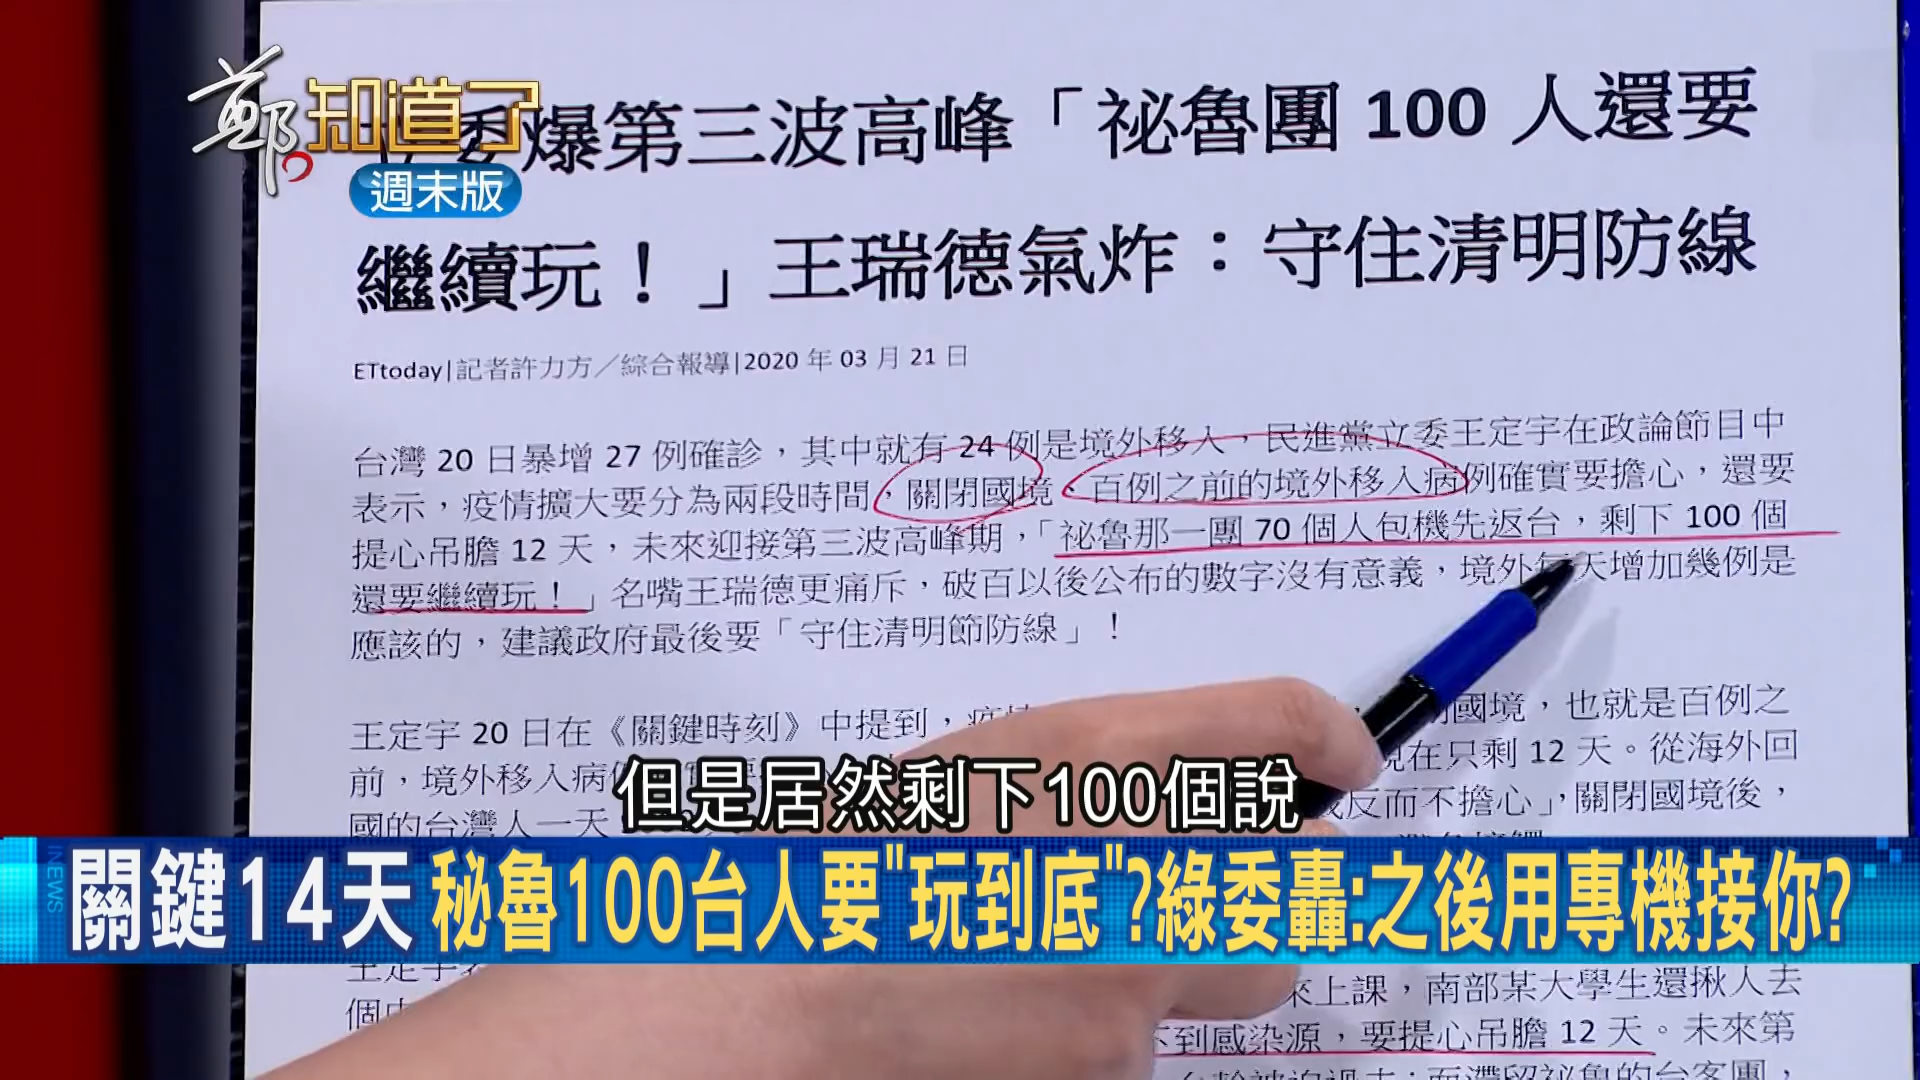 鄭知道了
週末版
委爆第三波高峰「祕魯團 100 人還要
繼續玩!」王瑞德氣炸:守住清明防線
ETtoday|記者許力方/綜合報導|2020 年 03 月 21 日
台灣 20 日暴增 27 例確診,其中就有 24 例是境外移入,民進黨立委王定宇在政論節目中
表示,疫情擴大要分為兩段時間,關閉國境、百例之前的境外移入病例確實要擔心,還要
提心吊膽 12 天,未來迎接第三波高峰期,「祕魯那一團 70 個人包機先返台,剩下 100 個
還要繼續玩!」名嘴王瑞德更痛斥,破百以後公布的數字沒有意義,境外每天增加幾例是
應該的,建議政府最後要「守住清明節防線」!
王定宇 20 日在《關鍵時刻》中提到,疫情 國境,也就是百例之
前,境外移入病 現在只剩 12 天。從海外回
國的台灣人一天 反而不擔心」,關閉國境後,
但是居然剩下100個說
INEWS
關鍵14天 秘魯100台人要"玩到底"?綠委轟:之後用專機接你?
來上課,南部某大學生還揪人去
不到感染源,要提心吊膽 12 天。未來第
而滯留祕魯的台客團,